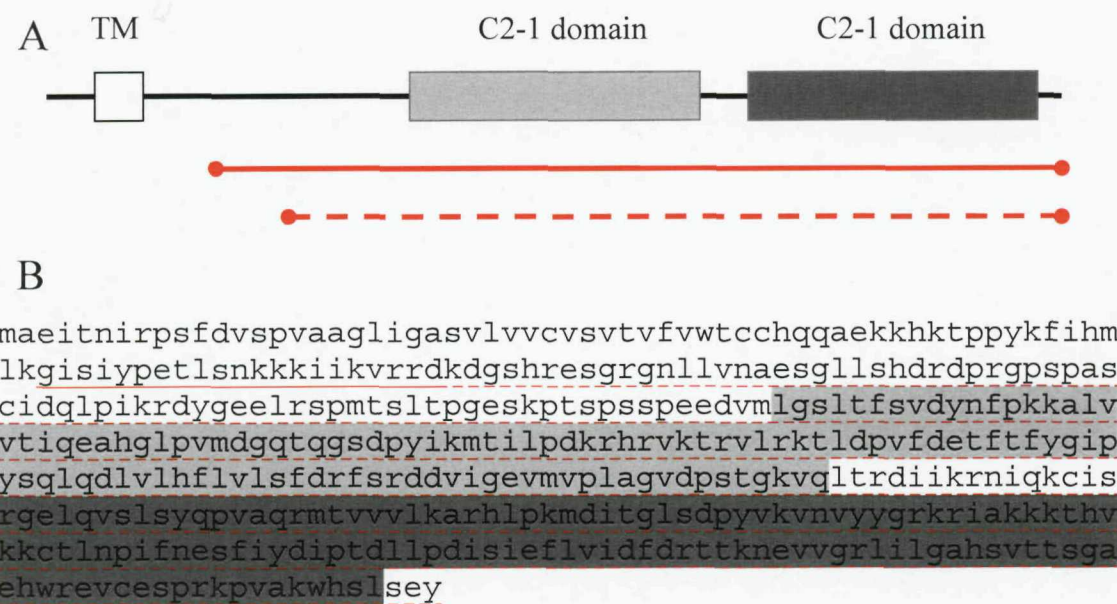 A
TM
C2-1 domain
C2-1 domain
B
maeitnirpsfdvspvaagligasvlvvcvsvtvfvwtcchqqaekkhktppykfihm
lkgisiypetlsnkkkiikvrrdkdgshresgrgnllvnaesgllshdrdprgpspas
cidqlpikrdygeelrspmtsltpgeskptspsspeedvmlgsltfsvdynfpkkalv
vtiqeahglpvmdgqtqgsdpyikmtilpdkrhrvktrvlrktldpvfdetftfygip
ysqlqdlvlhflvlsfdrfsrddvigevmvplagvdpstgkvqltrdiikrniqkcis
rgelqvslsyqpvaqrmtvvvlkarhlpkmditglsdpyvkvnvyygrkriakkkthv
kkctlnpifnesfiydiptdllpdisieflvidfdrttknevvgrlilgahsvttsga
ehwrevcesprkpvakwhslsey